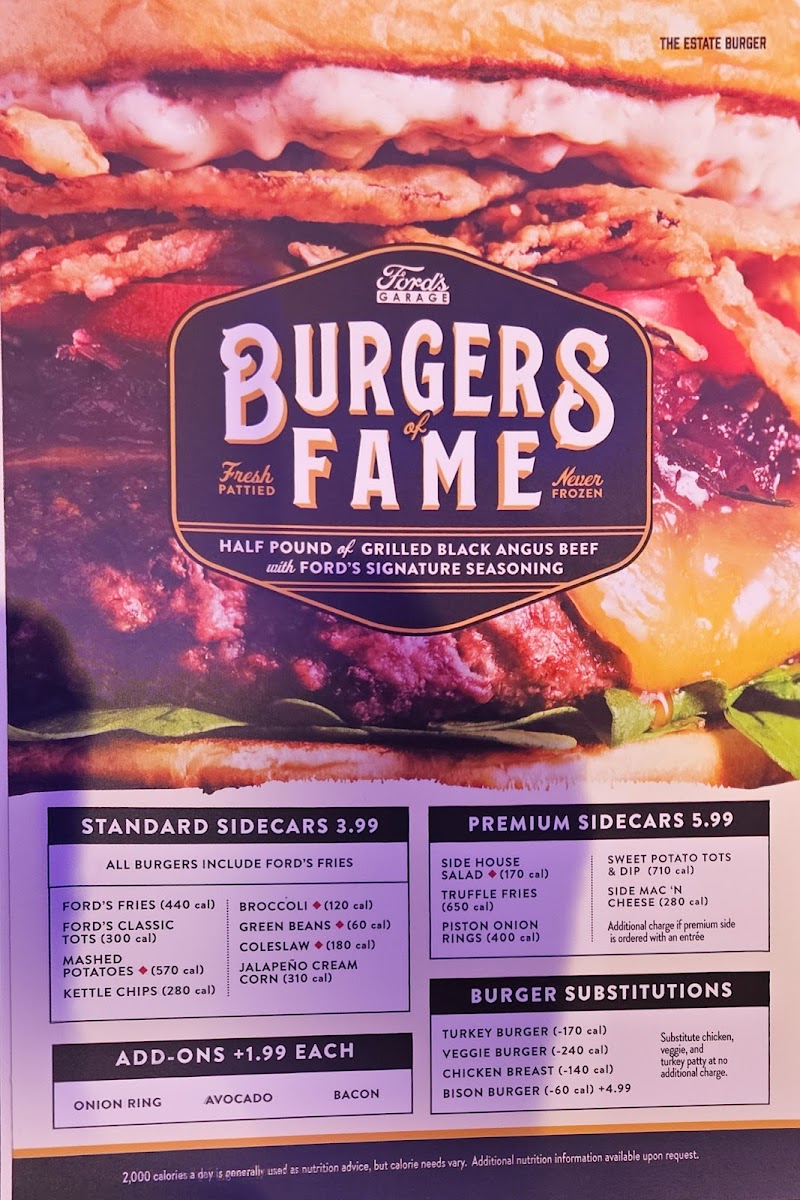 THE ESTATE BURGER
Ford's
GARAGE
BURGERS
of
FAME
Fresh
PATTIED
Never
FROZEN
HALF POUND of GRILLED BLACK ANGUS BEEF
with FORD'S SIGNATURE SEASONING
STANDARD SIDECARS 3.99
ALL BURGERS INCLUDE FORD'S FRIES
FORD'S FRIES (440 cal)
FORD'S CLASSIC
TOTS (300 cal)
MASHED
POTATOES ◆ (570 cal)
KETTLE CHIPS (280 cal)
BROCCOLI ◆ (120 cal)
GREEN BEANS ◆ (60 cal)
COLESLAW ◆ (180 cal)
JALAPEÑO CREAM
CORN (310 cal)
PREMIUM SIDECARS 5.99
SIDE HOUSE
SALAD ◆ (170 cal)
TRUFFLE FRIES
(650 cal)
PISTON ONION
RINGS (400 cal)
SWEET POTATO TOTS
& DIP (710 cal)
SIDE MAC 'N
CHEESE (280 cal)
Additional charge if premium side
is ordered with an entrée
ADD-ONS +1.99 EACH
ONION RING AVOCADO BACON
BURGER SUBSTITUTIONS
TURKEY BURGER (-170 cal)
VEGGIE BURGER (-240 cal)
CHICKEN BREAST (-140 cal)
BISON BURGER (-60 cal) +4.99
Substitute chicken,
veggie, and
turkey patty at no
additional charge.
2,000 calories a day is generally used as nutrition advice, but calorie needs vary. Additional nutrition information available upon request.